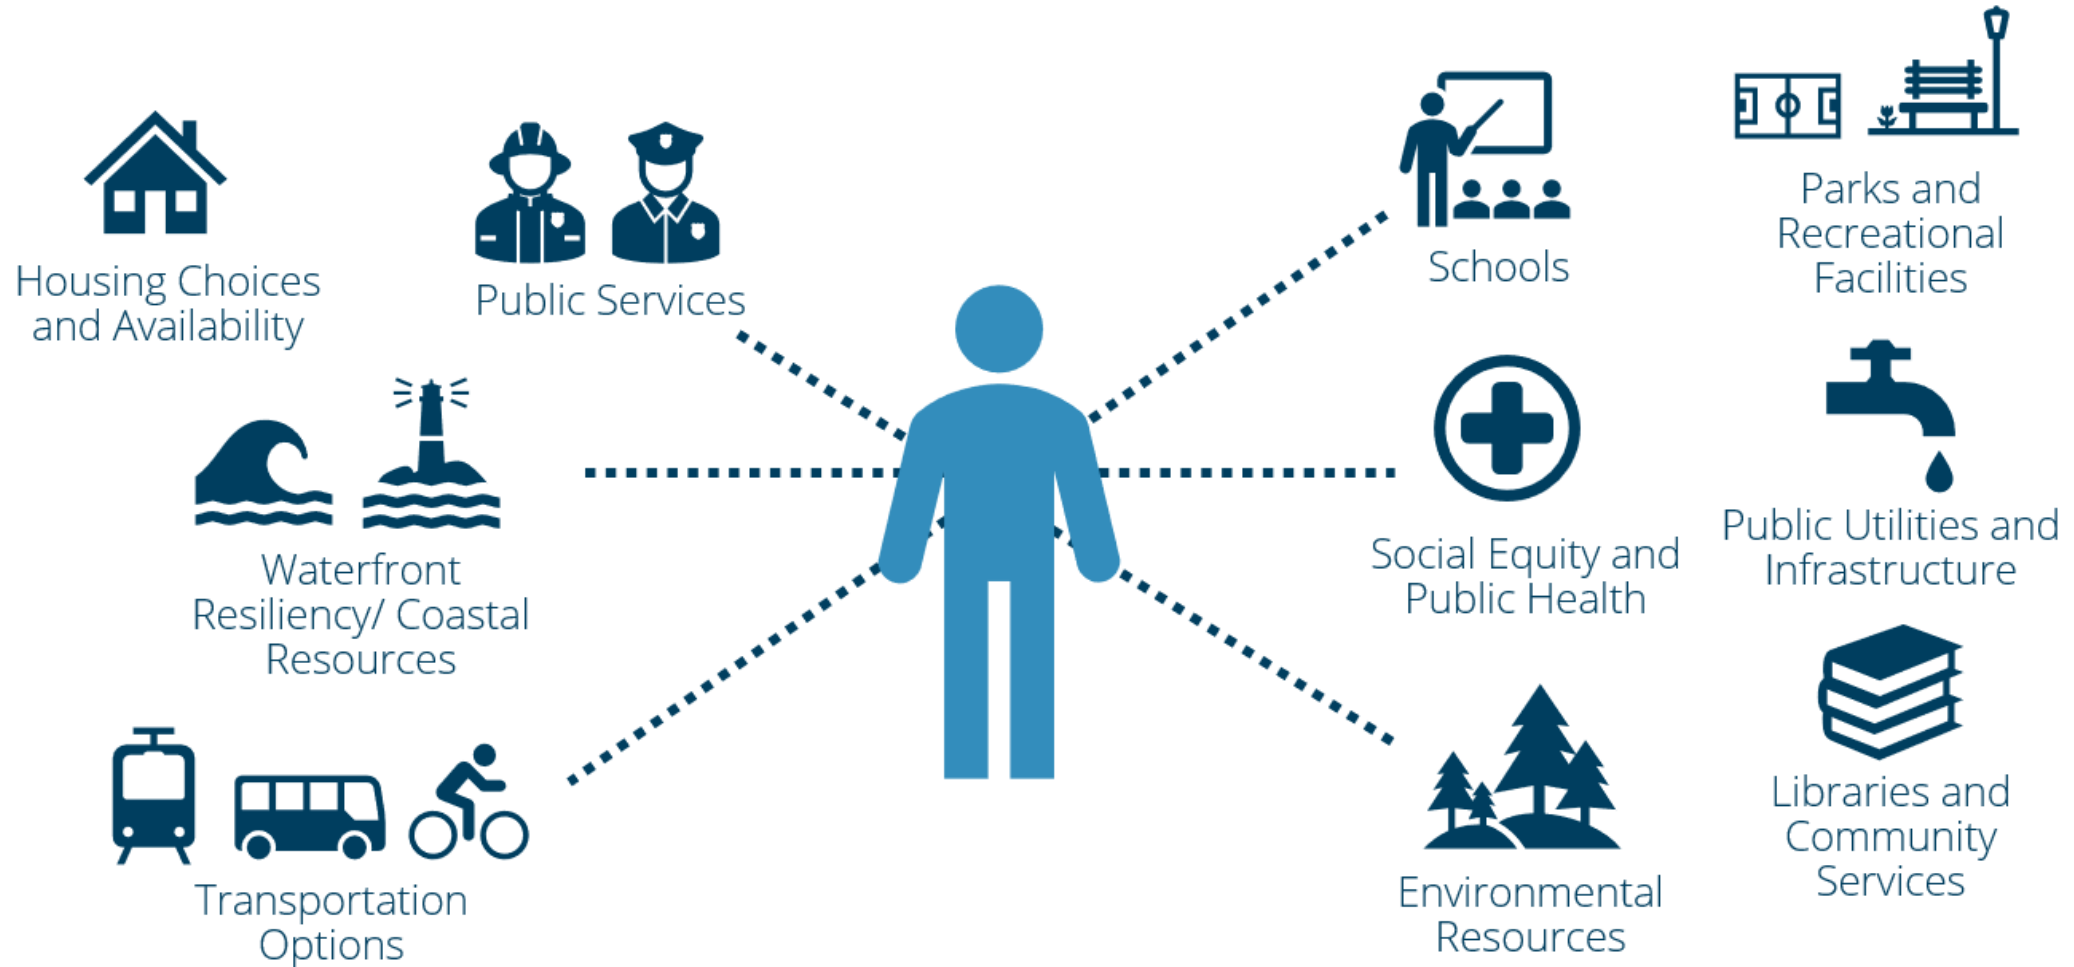 Housing Choices
and Availability
Public Services
Waterfront
Resiliency/ Coastal
Resources
Transportation
Options
Schools
Parks and
Recreational
Facilities
Social Equity and
Public Health
Public Utilities and
Infrastructure
Environmental
Resources
Libraries and
Community
Services